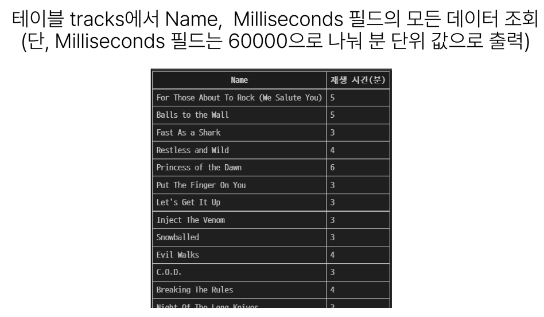 테이블 tracks에서 Name, Milliseconds 필드의 모든 데이터 조회
(단, Milliseconds 필드는 60000으로 나눠 분 단위 값으로 출력)
Name 재생 시간(분)
For Those About To Rock (We Salute You) 5
Balls to the Wall 5
Fast As a Shark 3
Restless and Wild 4
Princess of the Dawn 6
Put The Finger On You 3
Let's Get It Up 3
Inject The Venom 3
Snowballed 3
Evil Walks 4
C.O.D. 3
Breaking The Rules 4
Night Of The Long Knives 3